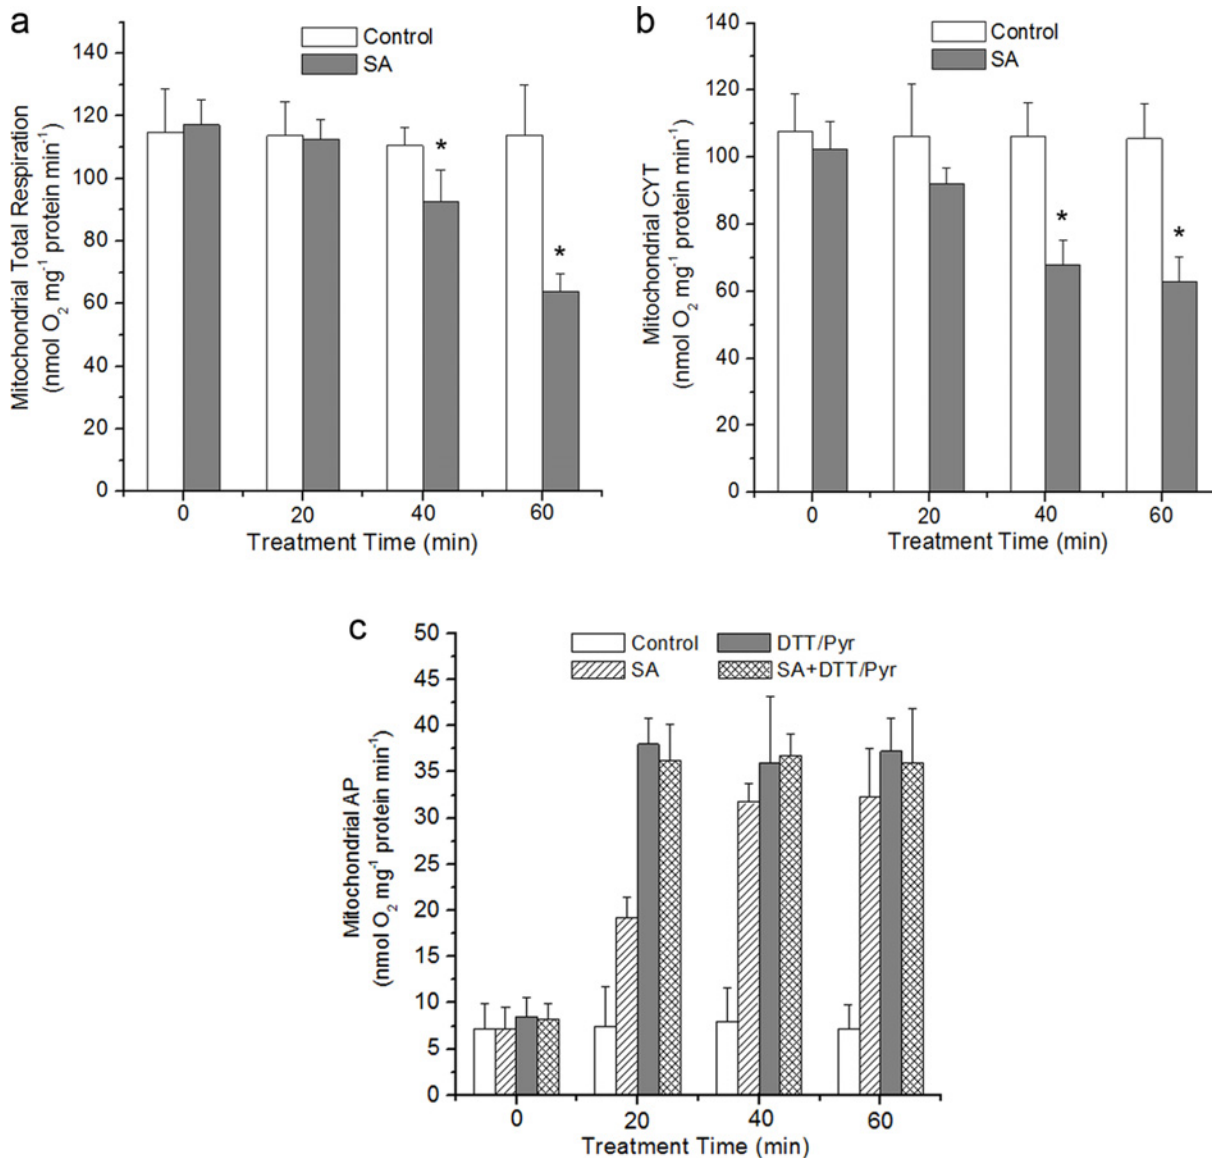 a
Control
SA
140
120
100
80
60
40
20
0
*
*
Mitochondrial Total Respiration
(nmol O₂ mg⁻¹ protein min⁻¹)
0 20 40 60
Treatment Time (min)
b
Control
SA
140
120
100
80
60
40
20
0
*
*
Mitochondrial CYT
(nmol O₂ mg⁻¹ protein min⁻¹)
0 20 40 60
Treatment Time (min)
c
Control DTT/Pyr
SA SA+DTT/Pyr
50
45
40
35
30
25
20
15
10
5
0
Mitochondrial AP
(nmol O₂ mg⁻¹ protein min⁻¹)
0 20 40 60
Treatment Time (min)